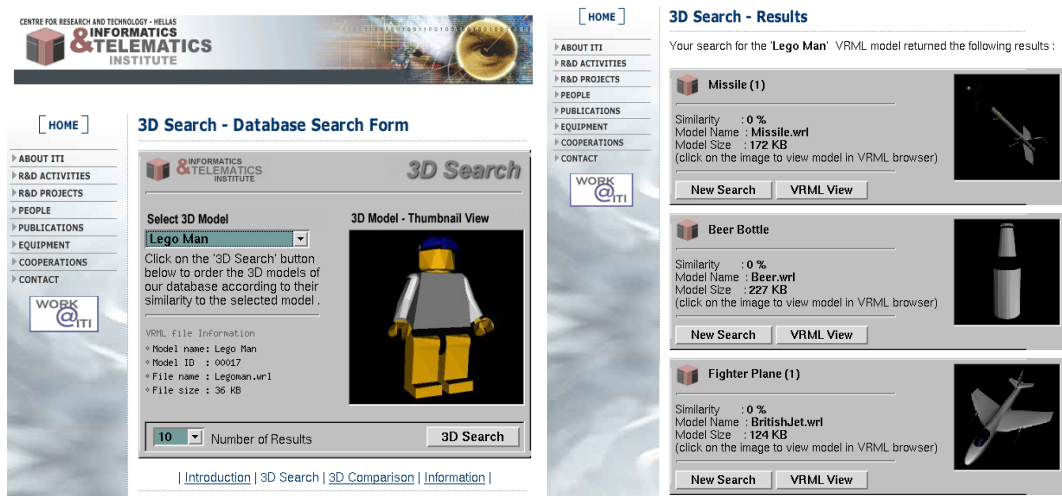 CENTRE FOR RESEARCH AND TECHNOLOGY - HELLAS
INFORMATICS
&TELEMATICS
INSTITUTE
[ HOME ]
ABOUT ITI
R&D ACTIVITIES
R&D PROJECTS
PEOPLE
PUBLICATIONS
EQUIPMENT
COOPERATIONS
CONTACT
WORK
@ITI
3D Search - Database Search Form
INFORMATICS
&TELEMATICS
INSTITUTE
3D Search
Select 3D Model
Lego Man
Click on the '3D Search' button
below to order the 3D models of
our database according to their
similarity to the selected model .
VRML file Information
Model name: Lego Man
Model ID : 00017
File name : Legoman.wrl
File size : 36 KB
3D Model - Thumbnail View
10 Number of Results
3D Search
| Introduction | 3D Search | 3D Comparison | Information |
[ HOME ]
ABOUT ITI
R&D ACTIVITIES
R&D PROJECTS
PEOPLE
PUBLICATIONS
EQUIPMENT
COOPERATIONS
CONTACT
WORK
@ITI
3D Search - Results
Your search for the 'Lego Man' VRML model returned the following results :
Missile (1)
Similarity : 0 %
Model Name : Missile.wrl
Model Size : 172 KB
(click on the image to view model in VRML browser)
New Search VRML View
Beer Bottle
Similarity : 0 %
Model Name : Beer.wrl
Model Size : 227 KB
(click on the image to view model in VRML browser)
New Search VRML View
Fighter Plane (1)
Similarity : 0 %
Model Name : BritishJet.wrl
Model Size : 124 KB
(click on the image to view model in VRML browser)
New Search VRML View